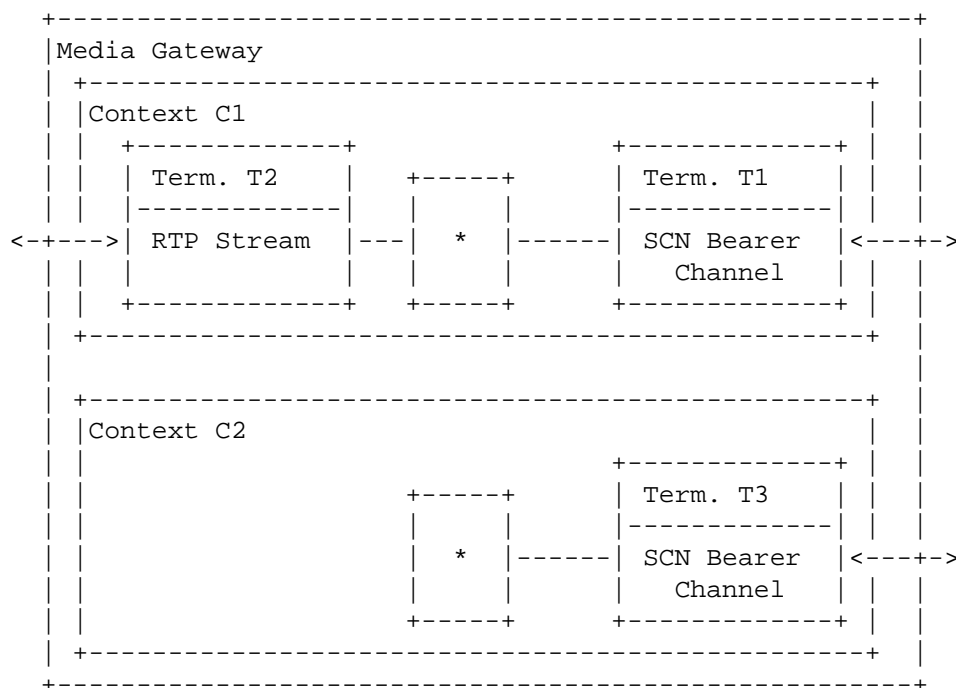 Media Gateway
Context C1
Term. T2 Term. T1
RTP Stream * SCN Bearer
Channel
Context C2
Term. T3
* SCN Bearer
Channel